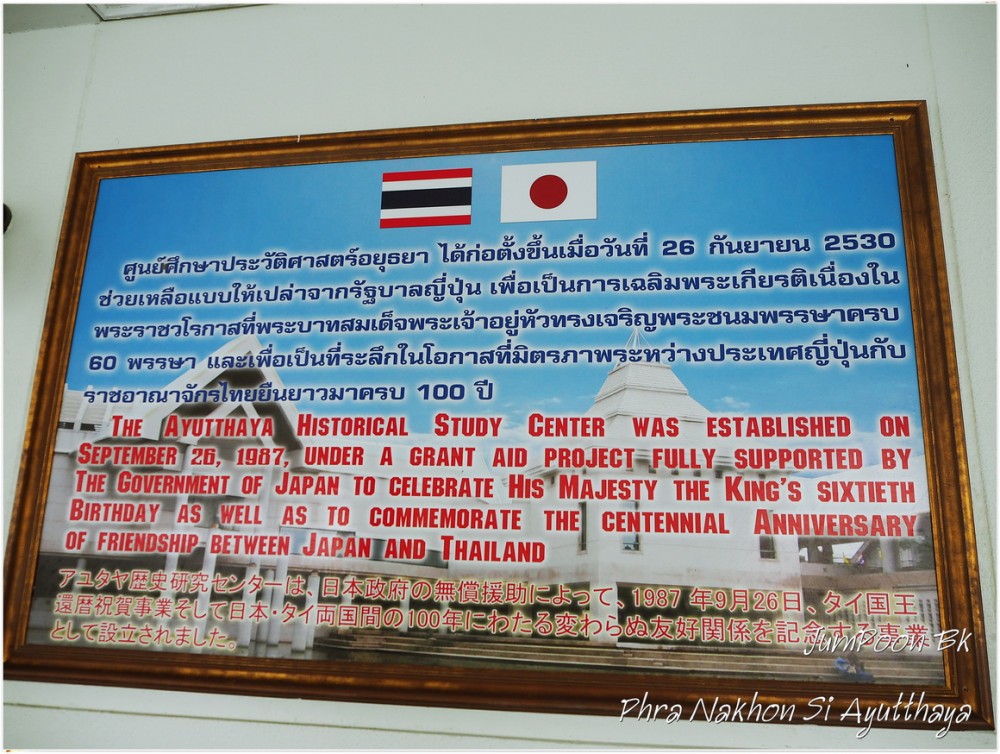 ศูนย์ศึกษาประวัติศาสตร์อยุธยา ได้ก่อตั้งขึ้นเมื่อวันที่ 26 กันยายน 2530
ช่วยเหลือแบบให้เปล่าจากรัฐบาลญี่ปุ่น เพื่อเป็นการเฉลิมพระเกียรติเนื่องใน
พระราชวโรกาสที่พระบาทสมเด็จพระเจ้าอยู่หัวทรงเจริญพระชนมพรรษาครบ
60 พรรษา และเพื่อเป็นที่ระลึกในโอกาสที่มิตรภาพระหว่างประเทศญี่ปุ่นกับ
ราชอาณาจักรไทยยืนยาวมาครบ 100 ปี
THE AYUTTHAYA HISTORICAL STUDY CENTER WAS ESTABLISHED ON
SEPTEMBER 26, 1987, UNDER A GRANT AID PROJECT FULLY SUPPORTED BY
THE GOVERNMENT OF JAPAN TO CELEBRATE HIS MAJESTY THE KING'S SIXTIETH
BIRTHDAY AS WELL AS TO COMMEMORATE THE CENTENNIAL ANNIVERSARY
OF FRIENDSHIP BETWEEN JAPAN AND THAILAND
アユタヤ歴史研究センターは、日本政府の無償援助によって、1987 年9月26日、タイ国王
還暦祝賀事業そして日本・タイ両国間の100年にわたる変わらぬ友好関係を記念する事業
として設立されました。
JumPoon Bk
Phra Nakhon Si Ayutthaya